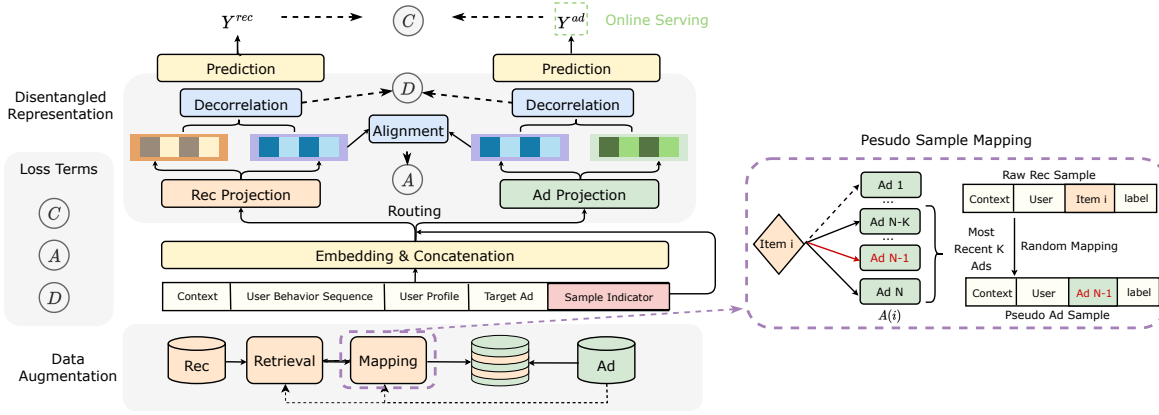 Y^{rec}
C
Y^{ad}
Online Serving
Prediction
Prediction
Disentangled
Representation
Decorrelation
D
Decorrelation
Alignment
Loss Terms
C
A
D
Rec Projection
A
Ad Projection
Routing
Embedding & Concatenation
Context
User Behavior Sequence
User Profile
Target Ad
Sample Indicator
Data
Augmentation
Rec
Retrieval
Mapping
Ad
Pesudo Sample Mapping
Item i
Ad 1
...
Ad N-K
...
Ad N-1
Ad N
A(i)
Most
Recent K
Ads
Raw Rec Sample
Context
User
Item i
label
Random Mapping
Context
User
Ad N-1
label
Pseudo Ad Sample